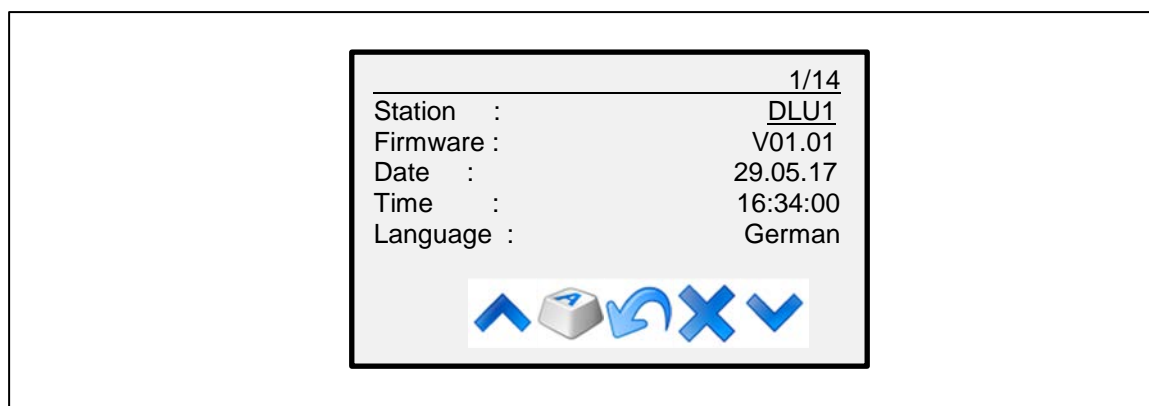 1/14
Station : DLU1
Firmware : V01.01
Date : 29.05.17
Time : 16:34:00
Language : German
A